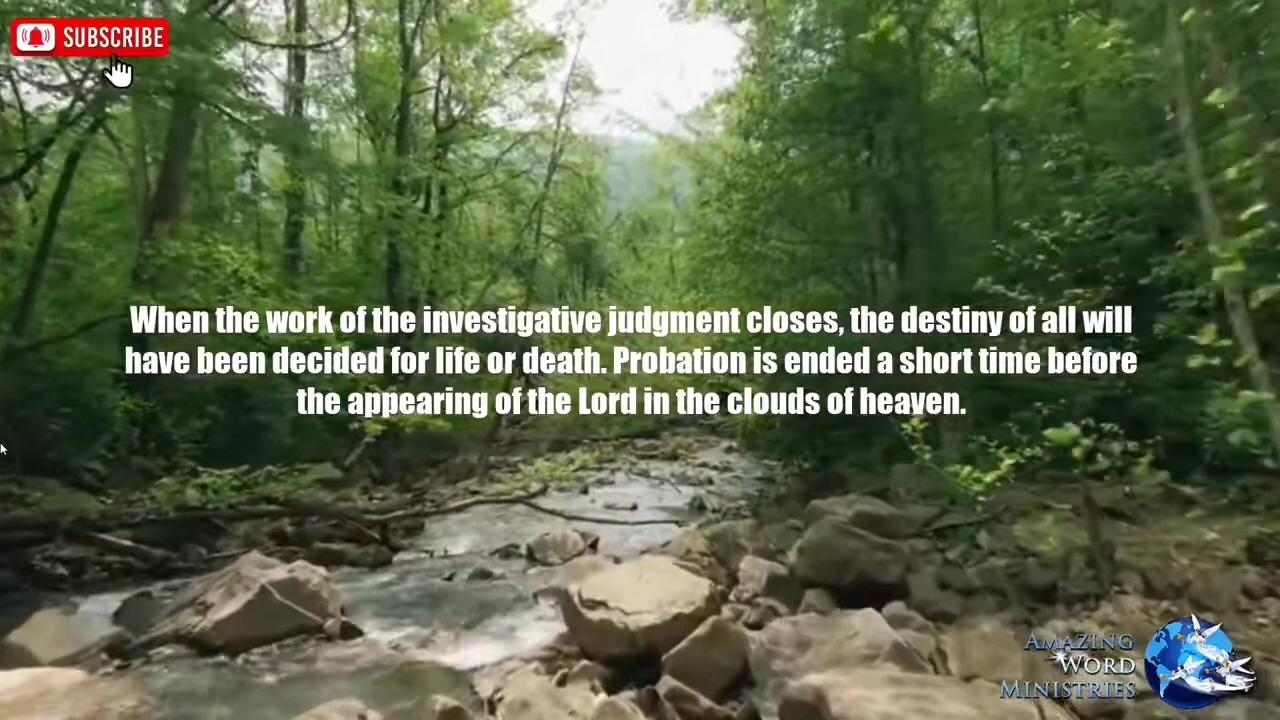 SUBSCRIBE
When the work of the investigative judgment closes, the destiny of all will
have been decided for life or death. Probation is ended a short time before
the appearing of the Lord in the clouds of heaven.
AMAZING
WORD
MINISTRIES